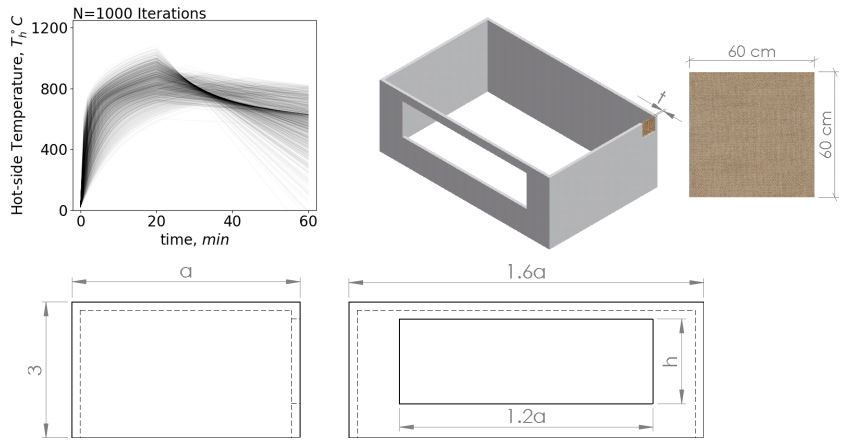 N=1000 Iterations
Hot-side Temperature, $T_h^\circ C$
1200
800
400
0
0
20
40
60
time, min
t
60 cm
60 cm
a
3
1.6a
h
1.2a